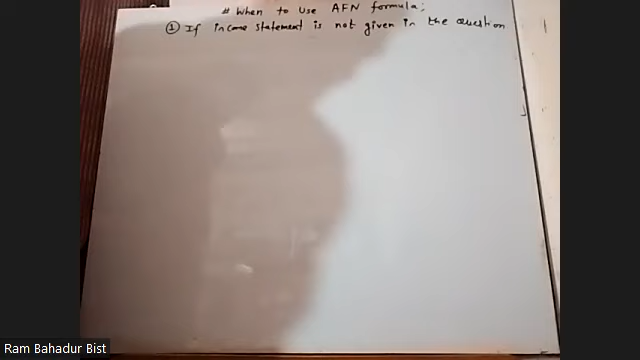 # When to Use AFN formula;
① If income statement is not given in the question
Ram Bahadur Bist